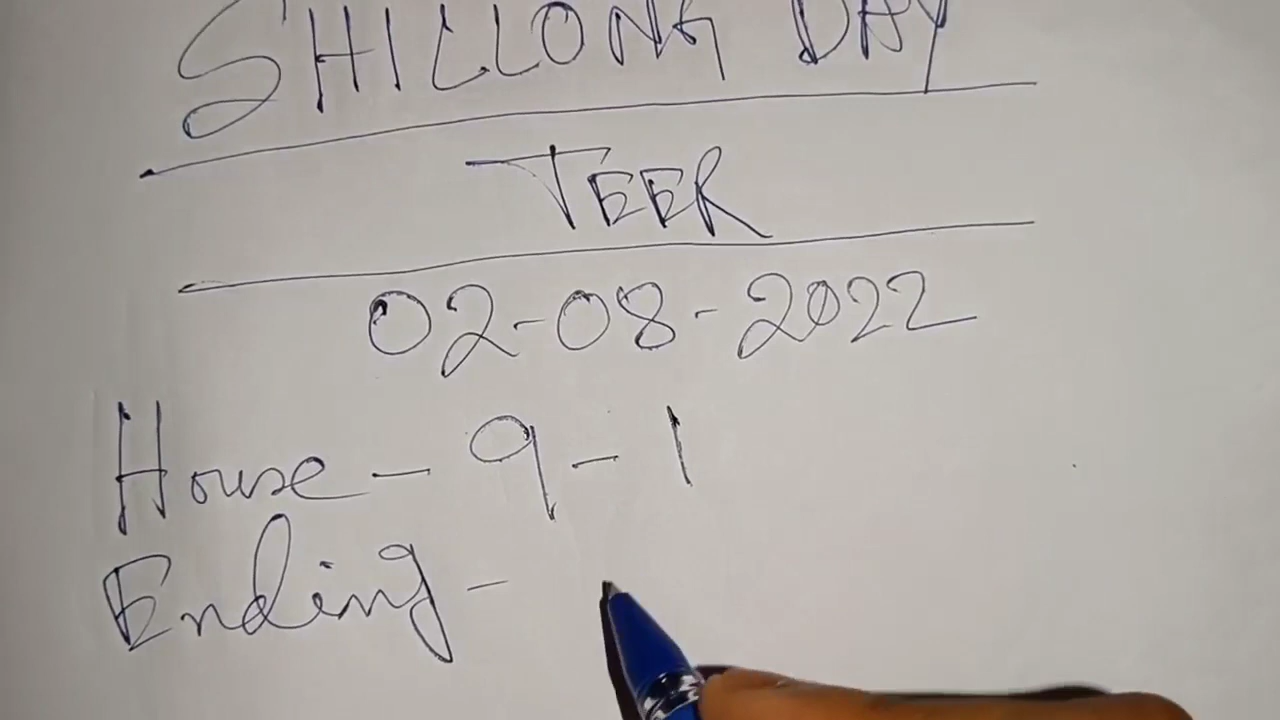 SHILLONG DAY
TEER
02-08-2022
House - 9 - 1
Ending -